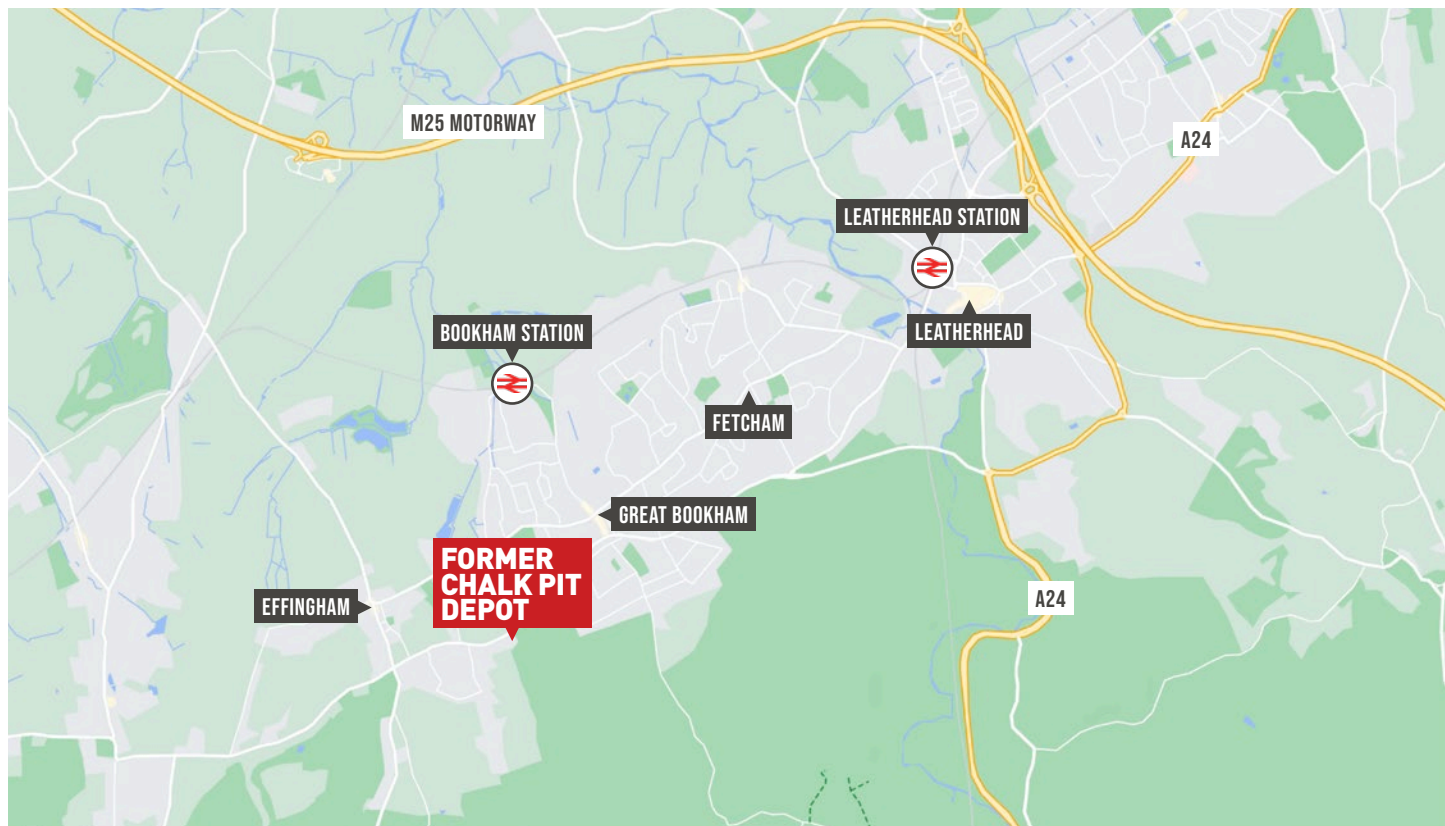 M25 MOTORWAY
A24
LEATHERHEAD STATION
BOOKHAM STATION
LEATHERHEAD
FETCHAM
GREAT BOOKHAM
FORMER
CHALK PIT
DEPOT
EFFINGHAM
A24